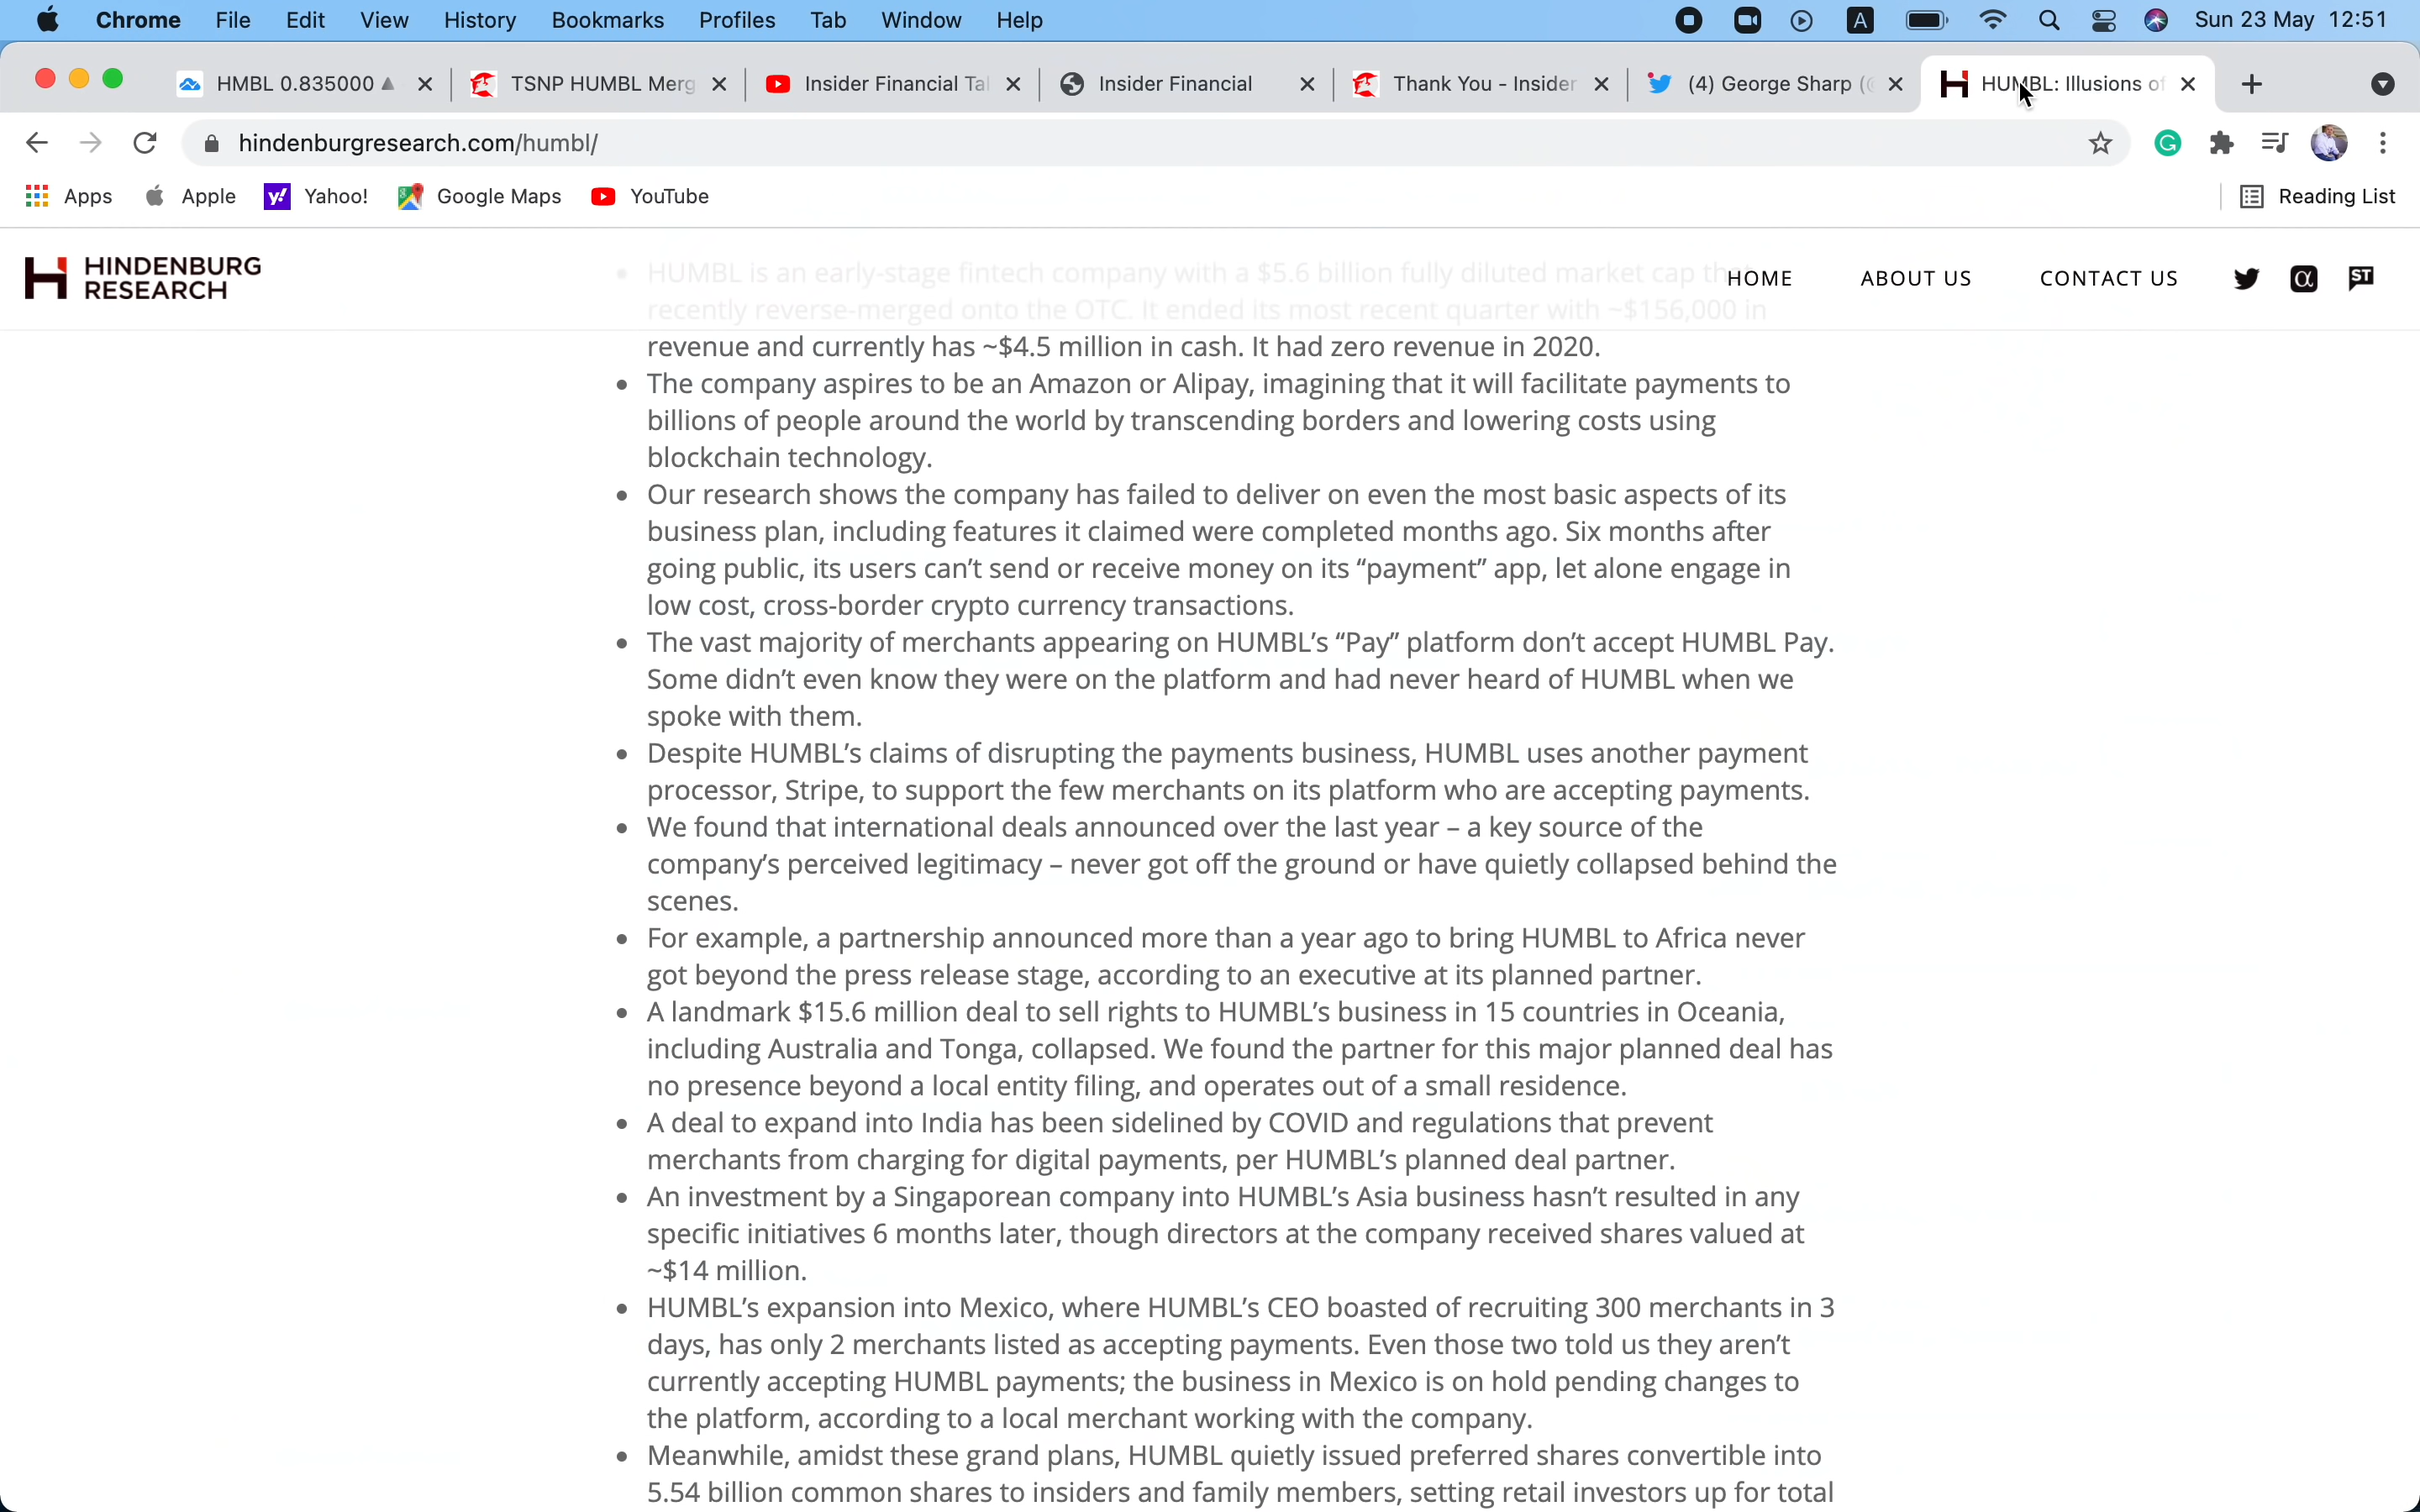 Chrome File Edit View History Bookmarks Profiles Tab Window Help A Sun 23 May 12:51
HMBL 0.835000 TSNP HUMBL Merg Insider Financial Tal Insider Financial Thank You - Insider (4) George Sharp (@ HUMBL: Illusions of
hindenburgresearch.com/humbl/
Apps Apple Yahoo! Google Maps YouTube Reading List
HINDENBURG
RESEARCH
HOME ABOUT US CONTACT US
• HUMBL is an early-stage fintech company with a $5.6 billion fully diluted market cap
recently reverse-merged onto the OTC. It ended its most recent quarter with ~$156,000 in
revenue and currently has ~$4.5 million in cash. It had zero revenue in 2020.
• The company aspires to be an Amazon or Alipay, imagining that it will facilitate payments to
billions of people around the world by transcending borders and lowering costs using
blockchain technology.
• Our research shows the company has failed to deliver on even the most basic aspects of its
business plan, including features it claimed were completed months ago. Six months after
going public, its users can’t send or receive money on its “payment” app, let alone engage in
low cost, cross-border crypto currency transactions.
• The vast majority of merchants appearing on HUMBL’s “Pay” platform don’t accept HUMBL Pay.
Some didn’t even know they were on the platform and had never heard of HUMBL when we
spoke with them.
• Despite HUMBL’s claims of disrupting the payments business, HUMBL uses another payment
processor, Stripe, to support the few merchants on its platform who are accepting payments.
• We found that international deals announced over the last year – a key source of the
company’s perceived legitimacy – never got off the ground or have quietly collapsed behind the
scenes.
• For example, a partnership announced more than a year ago to bring HUMBL to Africa never
got beyond the press release stage, according to an executive at its planned partner.
• A landmark $15.6 million deal to sell rights to HUMBL’s business in 15 countries in Oceania,
including Australia and Tonga, collapsed. We found the partner for this major planned deal has
no presence beyond a local entity filing, and operates out of a small residence.
• A deal to expand into India has been sidelined by COVID and regulations that prevent
merchants from charging for digital payments, per HUMBL’s planned deal partner.
• An investment by a Singaporean company into HUMBL’s Asia business hasn’t resulted in any
specific initiatives 6 months later, though directors at the company received shares valued at
~$14 million.
• HUMBL’s expansion into Mexico, where HUMBL’s CEO boasted of recruiting 300 merchants in 3
days, has only 2 merchants listed as accepting payments. Even those two told us they aren’t
currently accepting HUMBL payments; the business in Mexico is on hold pending changes to
the platform, according to a local merchant working with the company.
• Meanwhile, amidst these grand plans, HUMBL quietly issued preferred shares convertible into
5.54 billion common shares to insiders and family members, setting retail investors up for total